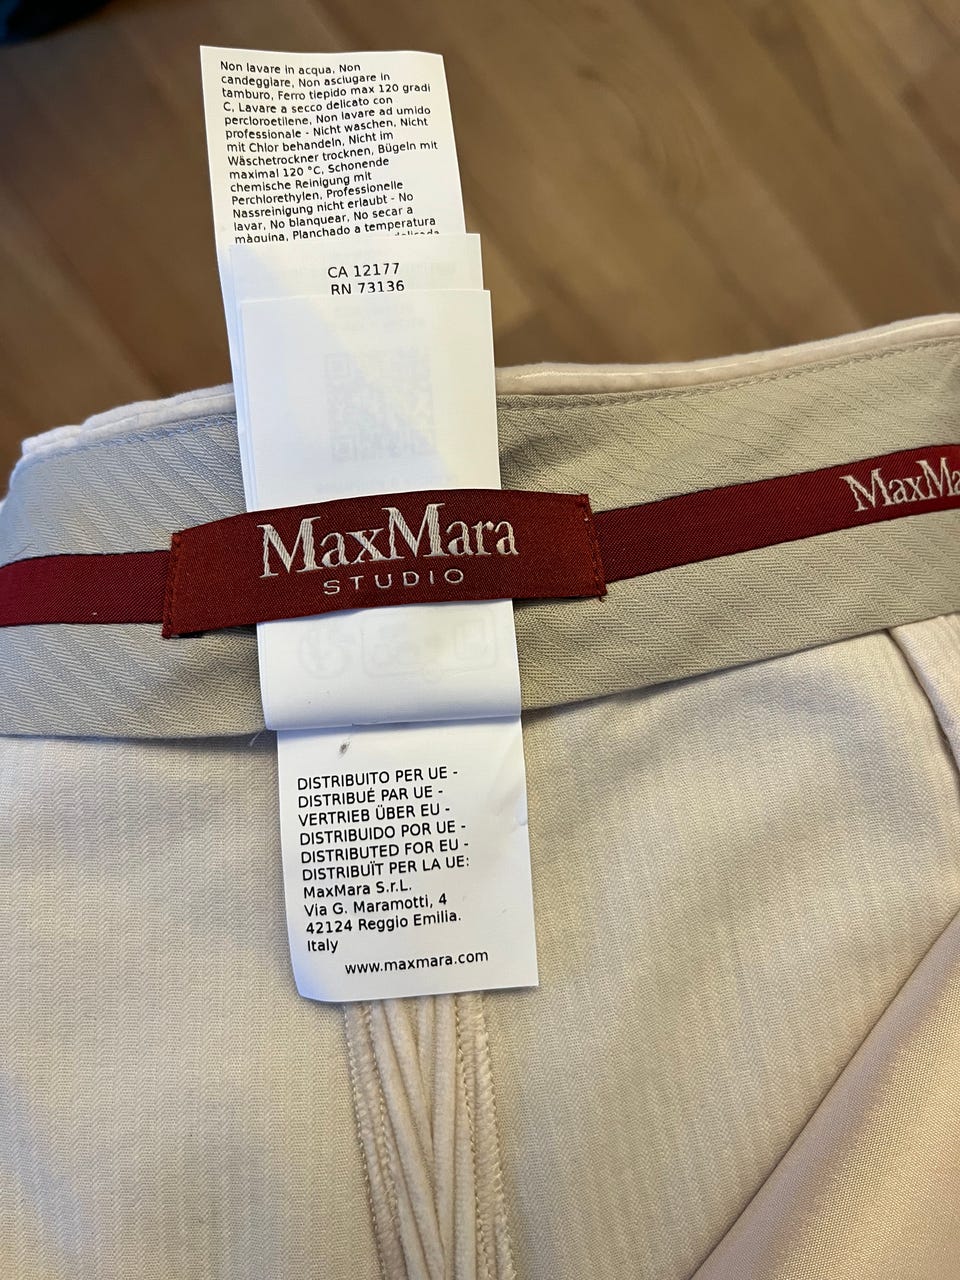 Non lavare in acqua, Non
candeggiare, Non asciugare in
tamburo, Ferro tiepido max 120 gradi
C, Lavare a secco delicato con
percloroetilene, Non lavare ad umido
professionale - Nicht waschen, Nicht
mit Chlor behandeln, Nicht im
Wäschetrockner trocknen, Bügeln mit
maximal 120 °C, Schonende
chemische Reinigung mit
Perchlorethylen, Professionelle
Nassreinigung nicht erlaubt - No
lavar, No blanquear, No secar a
màquina, Planchado a temperatura
CA 12177
RN 73136
MaxMara
STUDIO
MaxMa
DISTRIBUITO PER UE -
DISTRIBUÉ PAR UE -
VERTRIEB ÜBER EU -
DISTRIBUIDO POR UE -
DISTRIBUTED FOR EU -
DISTRIBUÏT PER LA UE:
MaxMara S.r.L.
Via G. Maramotti, 4
42124 Reggio Emilia.
Italy
www.maxmara.com